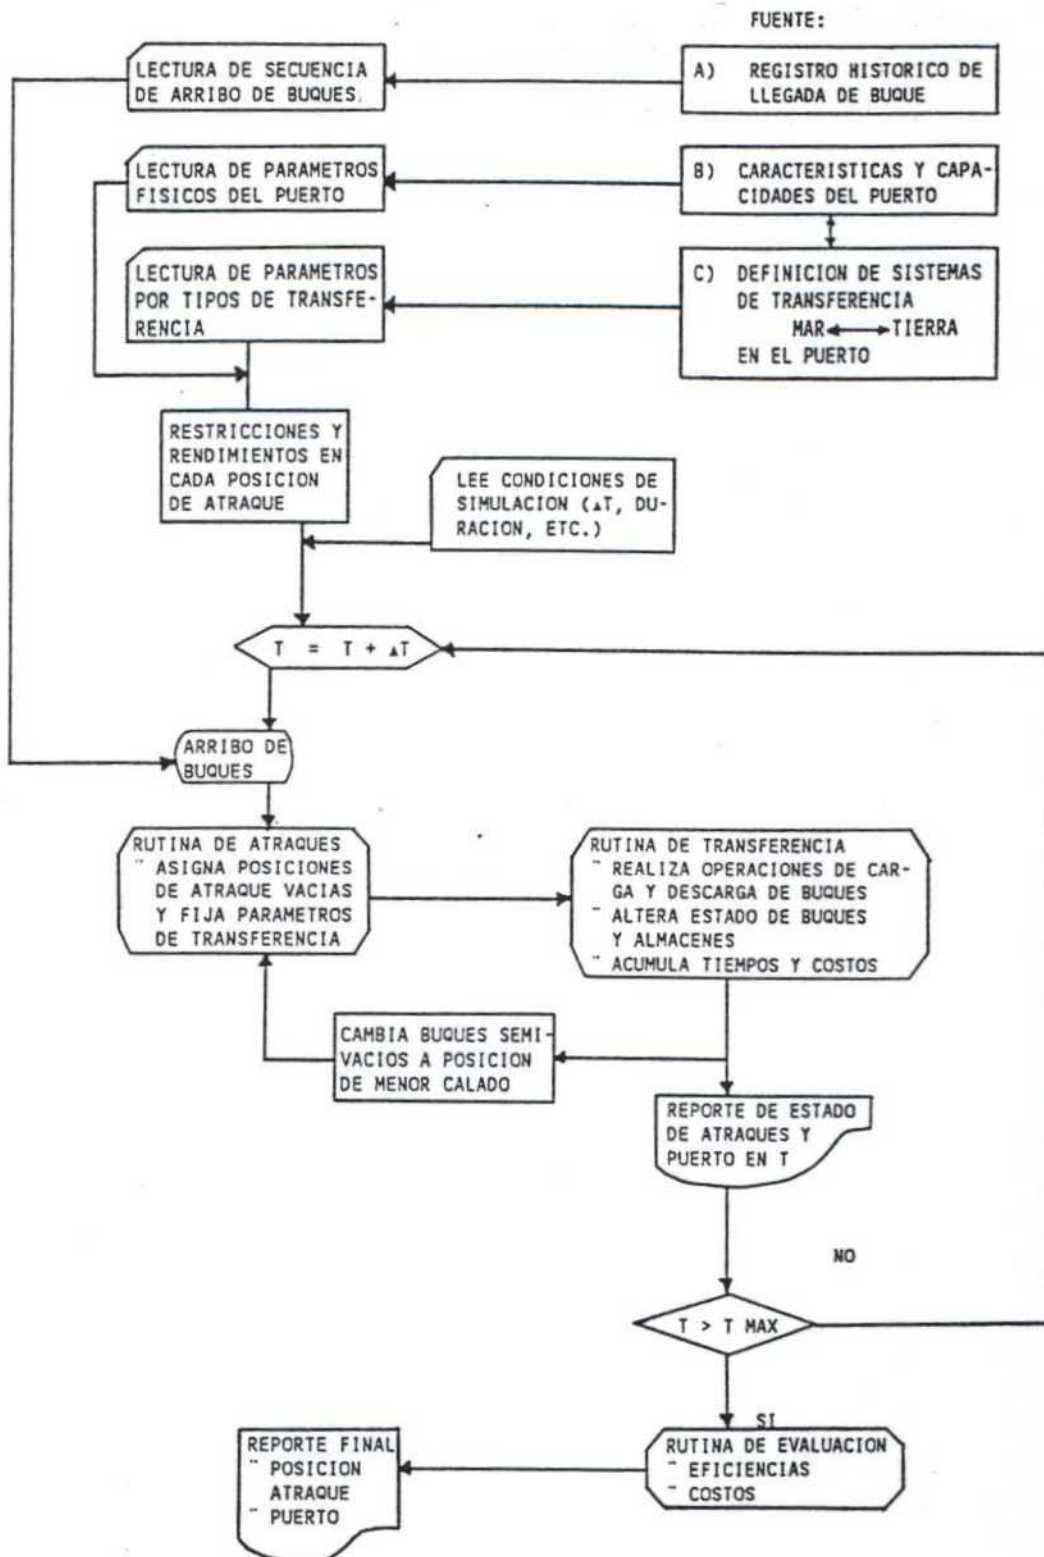 FUENTE:
LECTURA DE SECUENCIA
DE ARRIBO DE BUQUES.
A) REGISTRO HISTORICO DE
LLEGADA DE BUQUE
LECTURA DE PARAMETROS
FISICOS DEL PUERTO
B) CARACTERISTICAS Y CAPA-
CIDADES DEL PUERTO
LECTURA DE PARAMETROS
POR TIPOS DE TRANSFE-
RENCIA
C) DEFINICION DE SISTEMAS
DE TRANSFERENCIA
MAR TIERRA
EN EL PUERTO
RESTRICCIONES Y
RENDIMIENTOS EN
CADA POSICION
DE ATRAQUE
LEE CONDICIONES DE
SIMULACION (▲T, DU-
RACION, ETC.)
T = T + ▲T
ARRIBO DE
BUQUES
RUTINA DE ATRAQUES
¨ ASIGNA POSICIONES
DE ATRAQUE VACIAS
Y FIJA PARAMETROS
DE TRANSFERENCIA
RUTINA DE TRANSFERENCIA
¨ REALIZA OPERACIONES DE CAR-
GA Y DESCARGA DE BUQUES
¨ ALTERA ESTADO DE BUQUES
Y ALMACENES
¨ ACUMULA TIEMPOS Y COSTOS
CAMBIA BUQUES SEMI-
VACIOS A POSICION
DE MENOR CALADO
REPORTE DE ESTADO
DE ATRAQUES Y
PUERTO EN T
NO
T > T MAX
SI
RUTINA DE EVALUACION
¨ EFICIENCIAS
¨ COSTOS
REPORTE FINAL
¨ POSICION
ATRAQUE
¨ PUERTO